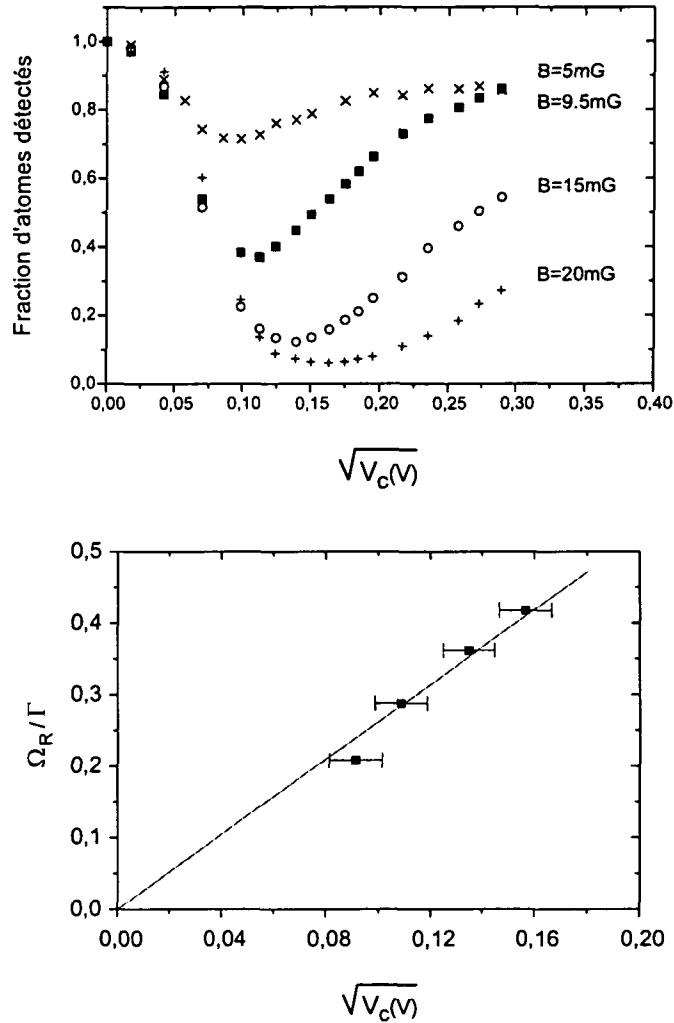 Fraction d'atomes détectés
1,0
0,8
0,6
0,4
0,2
0,0
B=5mG
B=9.5mG
B=15mG
B=20mG
0,00 0,05 0,10 0,15 0,20 0,25 0,30 0,35 0,40
√V_C(V)
Ω_R/Γ
0,5
0,4
0,3
0,2
0,1
0,0
0,00 0,04 0,08 0,12 0,16 0,20
√V_C(V)